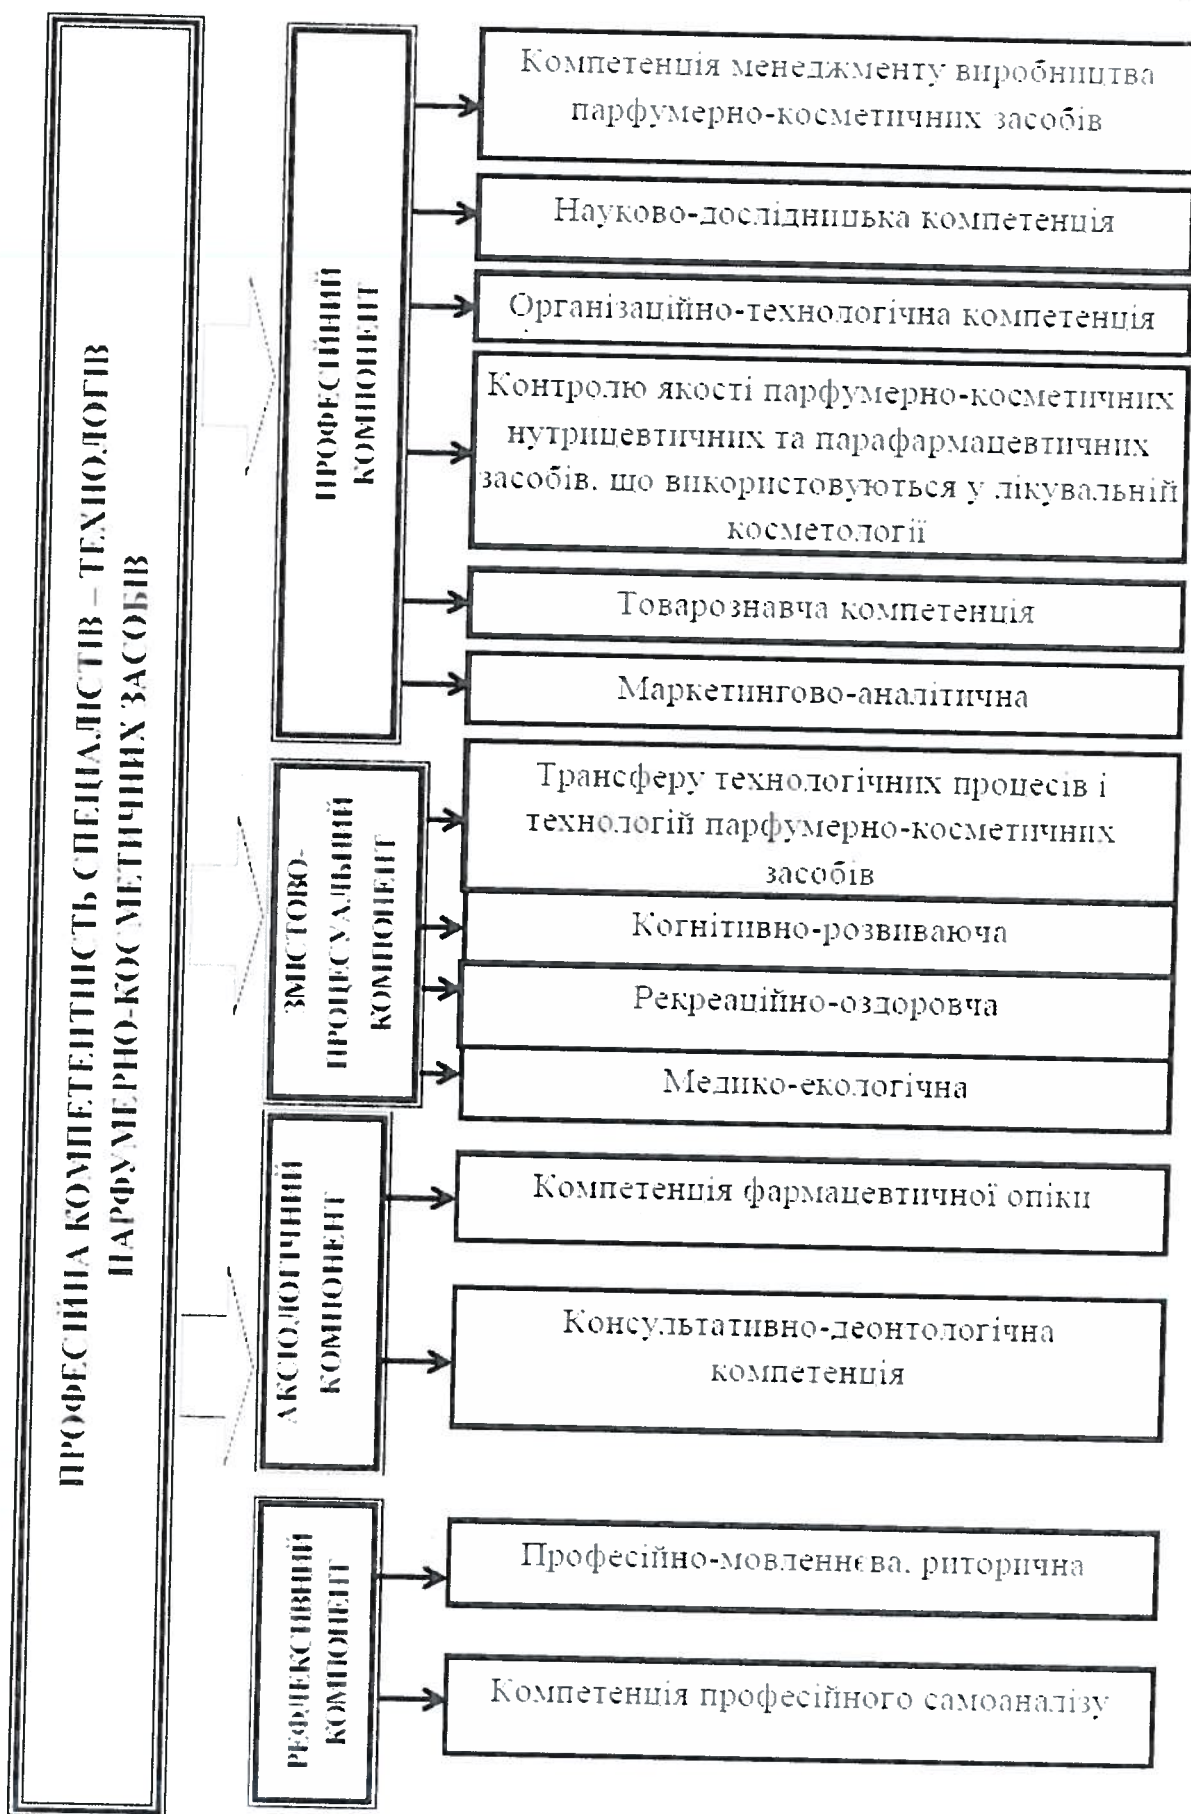 ПРОФЕСІЙНА КОМПЕТЕНТНІСТЬ СПЕЦІАЛІСТІВ – ТЕХНОЛОГІВ
ПАРФУМЕРНО-КОСМЕТИЧНИХ ЗАСОБІВ
ПРОФЕСІЙНИЙ
КОМПОНЕНТ
Компетенція менеджменту виробництва
парфумерно-косметичних засобів
Науково-дослідницька компетенція
Організаційно-технологічна компетенція
Контролю якості парфумерно-косметичних
нутрицевтичних та парафармацевтичних
засобів, що використовуються у лікувальній
косметології
Товарознавча компетенція
Маркетингово-аналітична
ЗМІСТОВО-
ПРОЦЕСУАЛЬНИЙ
КОМПОНЕНТ
Трансферу технологічних процесів і
технологій парфумерно-косметичних
засобів
Когнітивно-розвиваюча
Рекреаційно-оздоровча
Медико-екологічна
АКСІОЛОГІЧНИЙ
КОМПОНЕНТ
Компетенція фармацевтичної опіки
Консультативно-деонтологічна
компетенція
РЕФЛЕКСИВНИЙ
КОМПОНЕНТ
Професійно-мовленнєва, риторична
Компетенція професійного самоаналізу